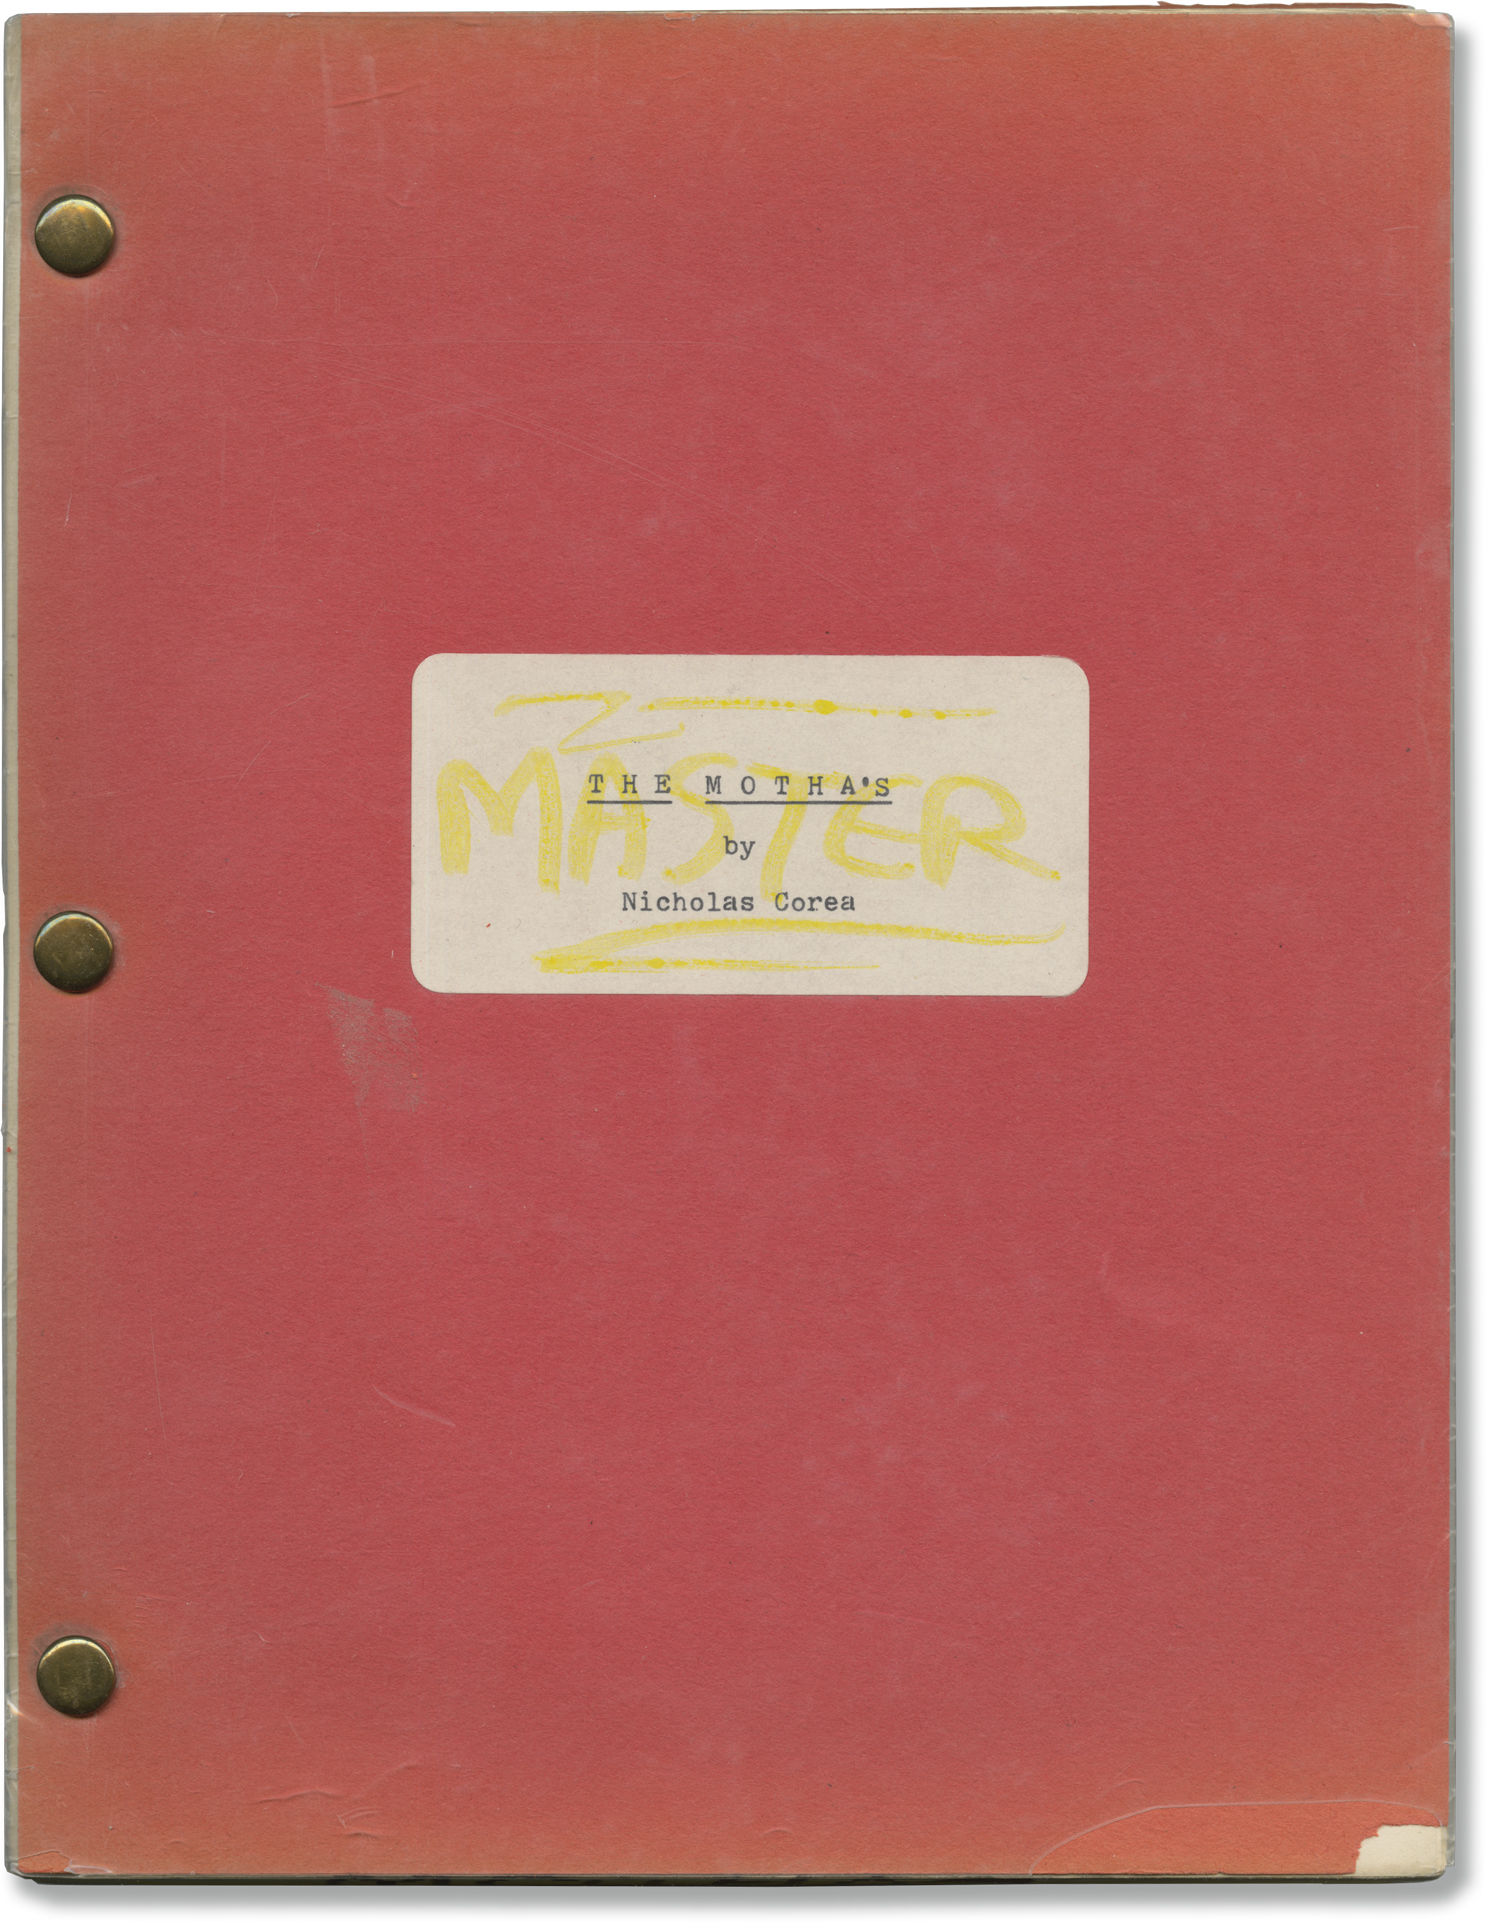 MASTER
THE MOTHA'S
by
Nicholas Corea